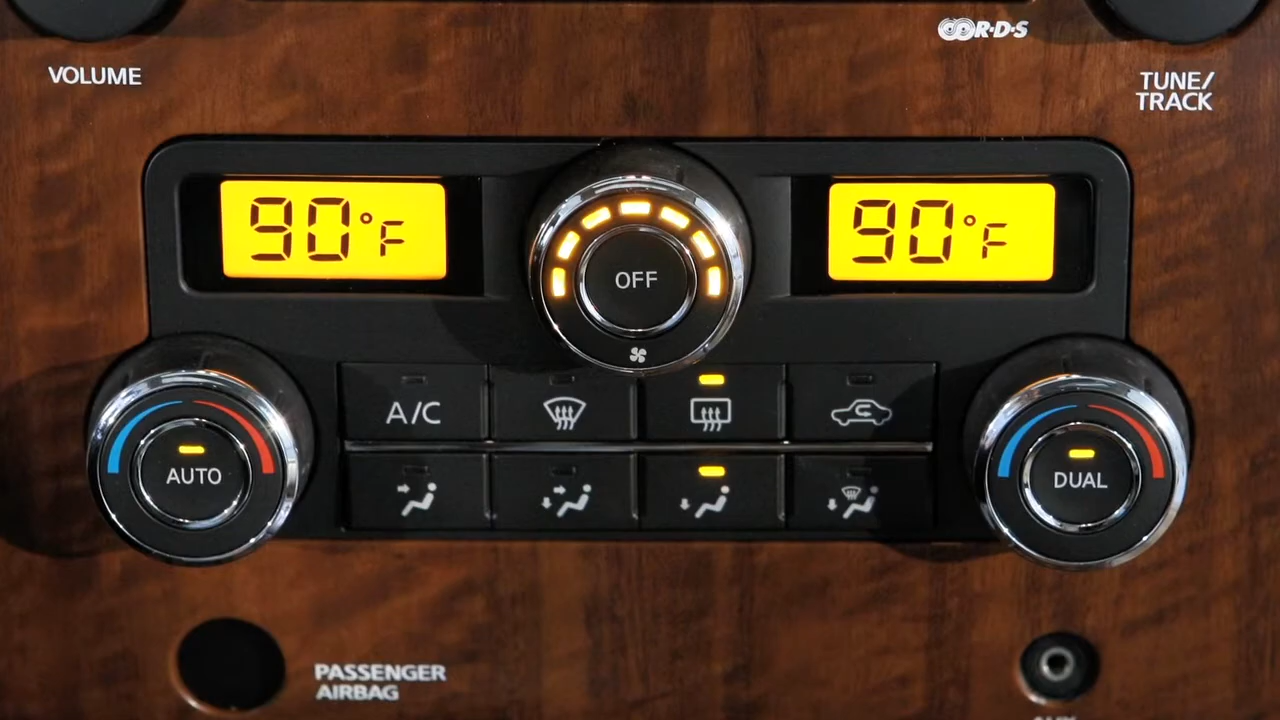 R·D·S
VOLUME
TUNE/
TRACK
90°F
OFF
90°F
A/C
AUTO
DUAL
PASSENGER
AIRBAG